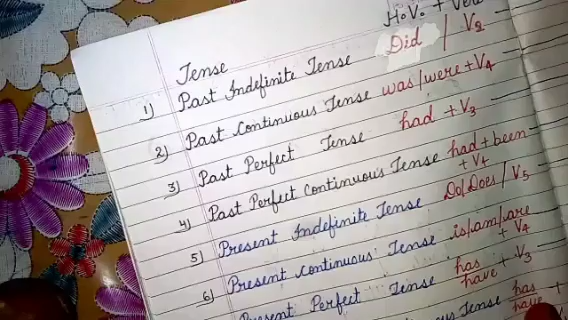 H.V. + Verb
Tense
1) Past Indefinite Tense Did / V2
2) Past Continuious Tense was/were+V4
3) Past Perfect Tense had + V3
4) Past Perfect Continuous Tense had+been
+V4
5) Present Indefinite Tense Do/Does/V5
6) Present Continuous Tense is/am/are
+ V4
Present Perfect Tense has
have + V3
Tense has
have +